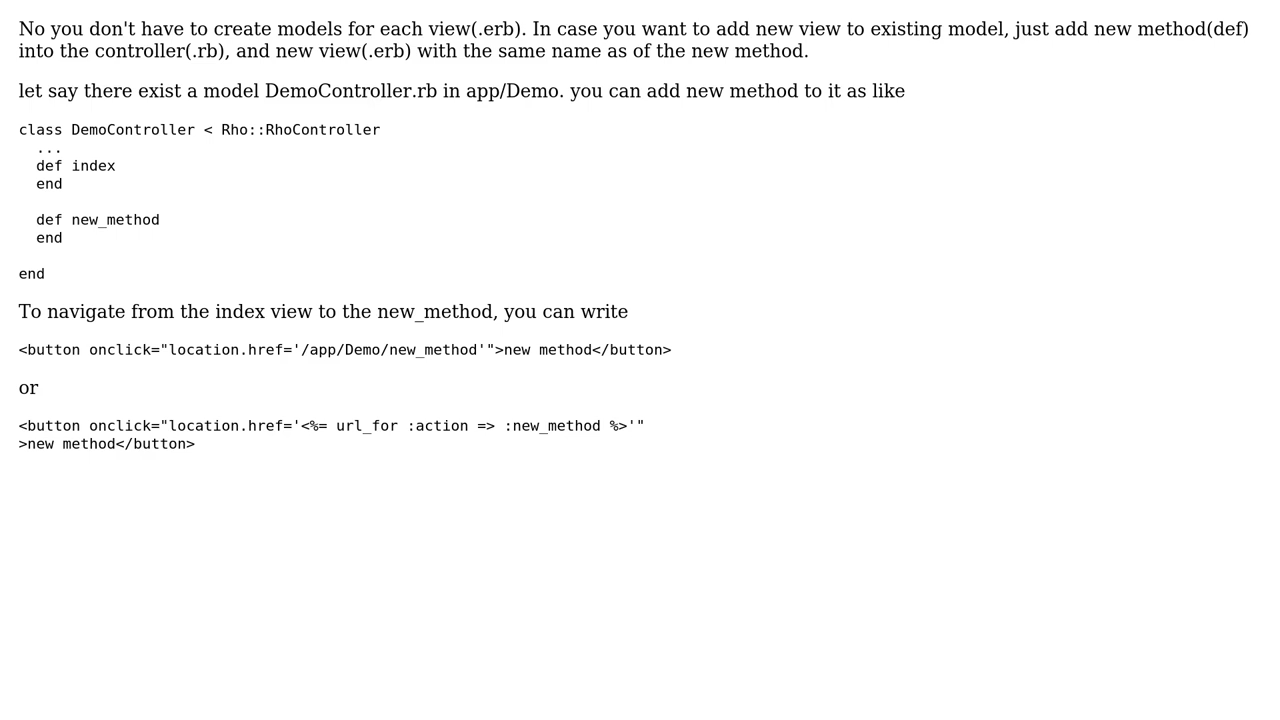 No you don't have to create models for each view(.erb). In case you want to add new view to existing model, just add new method(def)
into the controller(.rb), and new view(.erb) with the same name as of the new method.
let say there exist a model DemoController.rb in app/Demo. you can add new method to it as like
class DemoController < Rho::RhoController
  ...
  def index
  end

  def new_method
  end

end
To navigate from the index view to the new_method, you can write
<button onclick="location.href='/app/Demo/new_method'">new method</button>
or
<button onclick="location.href='<%= url_for :action => :new_method %>'"
>new method</button>